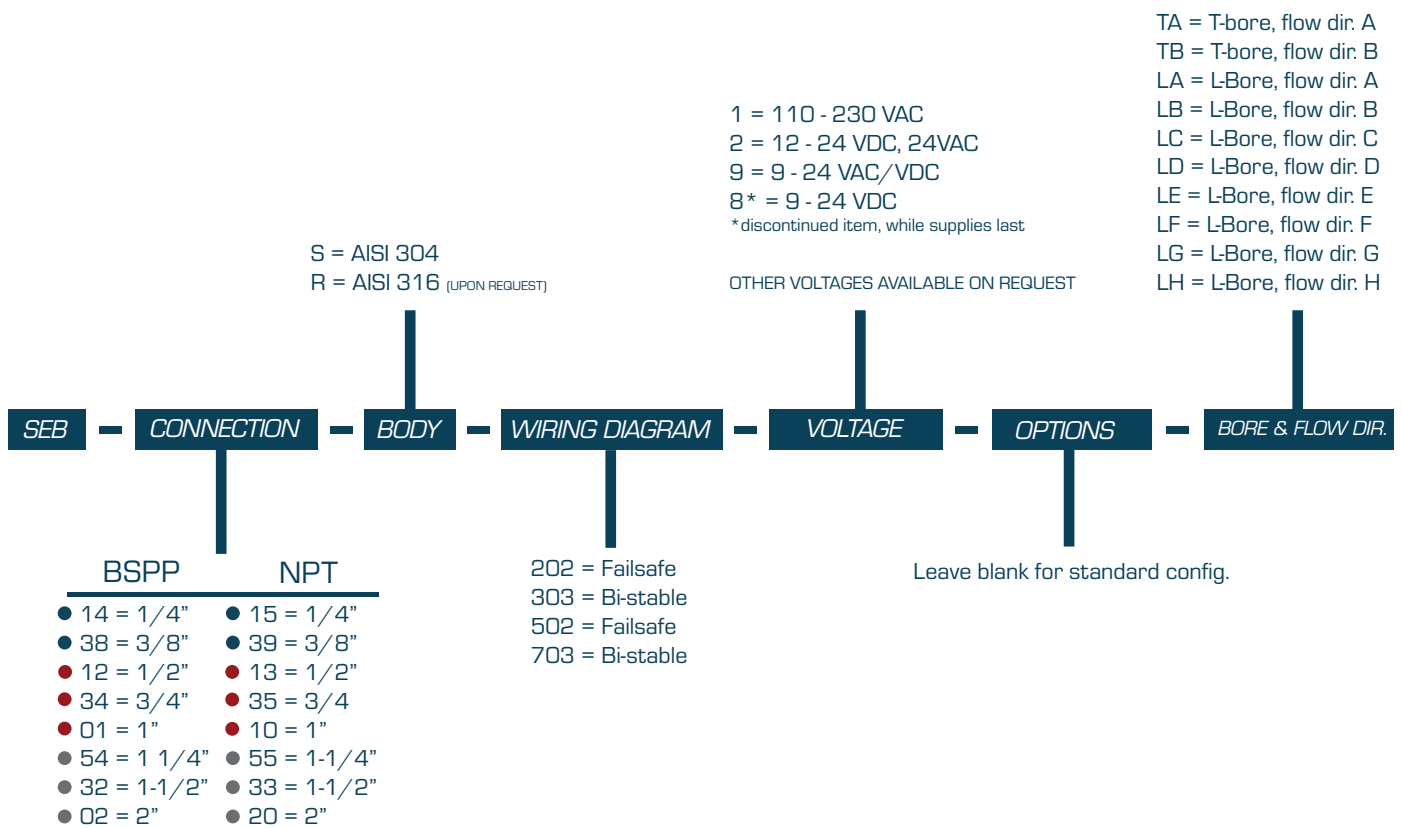 TA = T-bore, flow dir. A
TB = T-bore, flow dir. B
LA = L-Bore, flow dir. A
LB = L-Bore, flow dir. B
LC = L-Bore, flow dir. C
LD = L-Bore, flow dir. D
LE = L-Bore, flow dir. E
LF = L-Bore, flow dir. F
LG = L-Bore, flow dir. G
LH = L-Bore, flow dir. H
1 = 110 - 230 VAC
2 = 12 - 24 VDC, 24VAC
9 = 9 - 24 VAC/VDC
8* = 9 - 24 VDC
*discontinued item, while supplies last
OTHER VOLTAGES AVAILABLE ON REQUEST
S = AISI 304
R = AISI 316 (UPON REQUEST)
SEB – CONNECTION – BODY – WIRING DIAGRAM – VOLTAGE – OPTIONS – BORE & FLOW DIR.
BSPP NPT
14 = 1/4” 15 = 1/4”
38 = 3/8” 39 = 3/8”
12 = 1/2” 13 = 1/2”
34 = 3/4” 35 = 3/4
01 = 1” 10 = 1”
54 = 1 1/4” 55 = 1-1/4”
32 = 1-1/2” 33 = 1-1/2”
02 = 2” 20 = 2”
202 = Failsafe
303 = Bi-stable
502 = Failsafe
703 = Bi-stable
Leave blank for standard config.